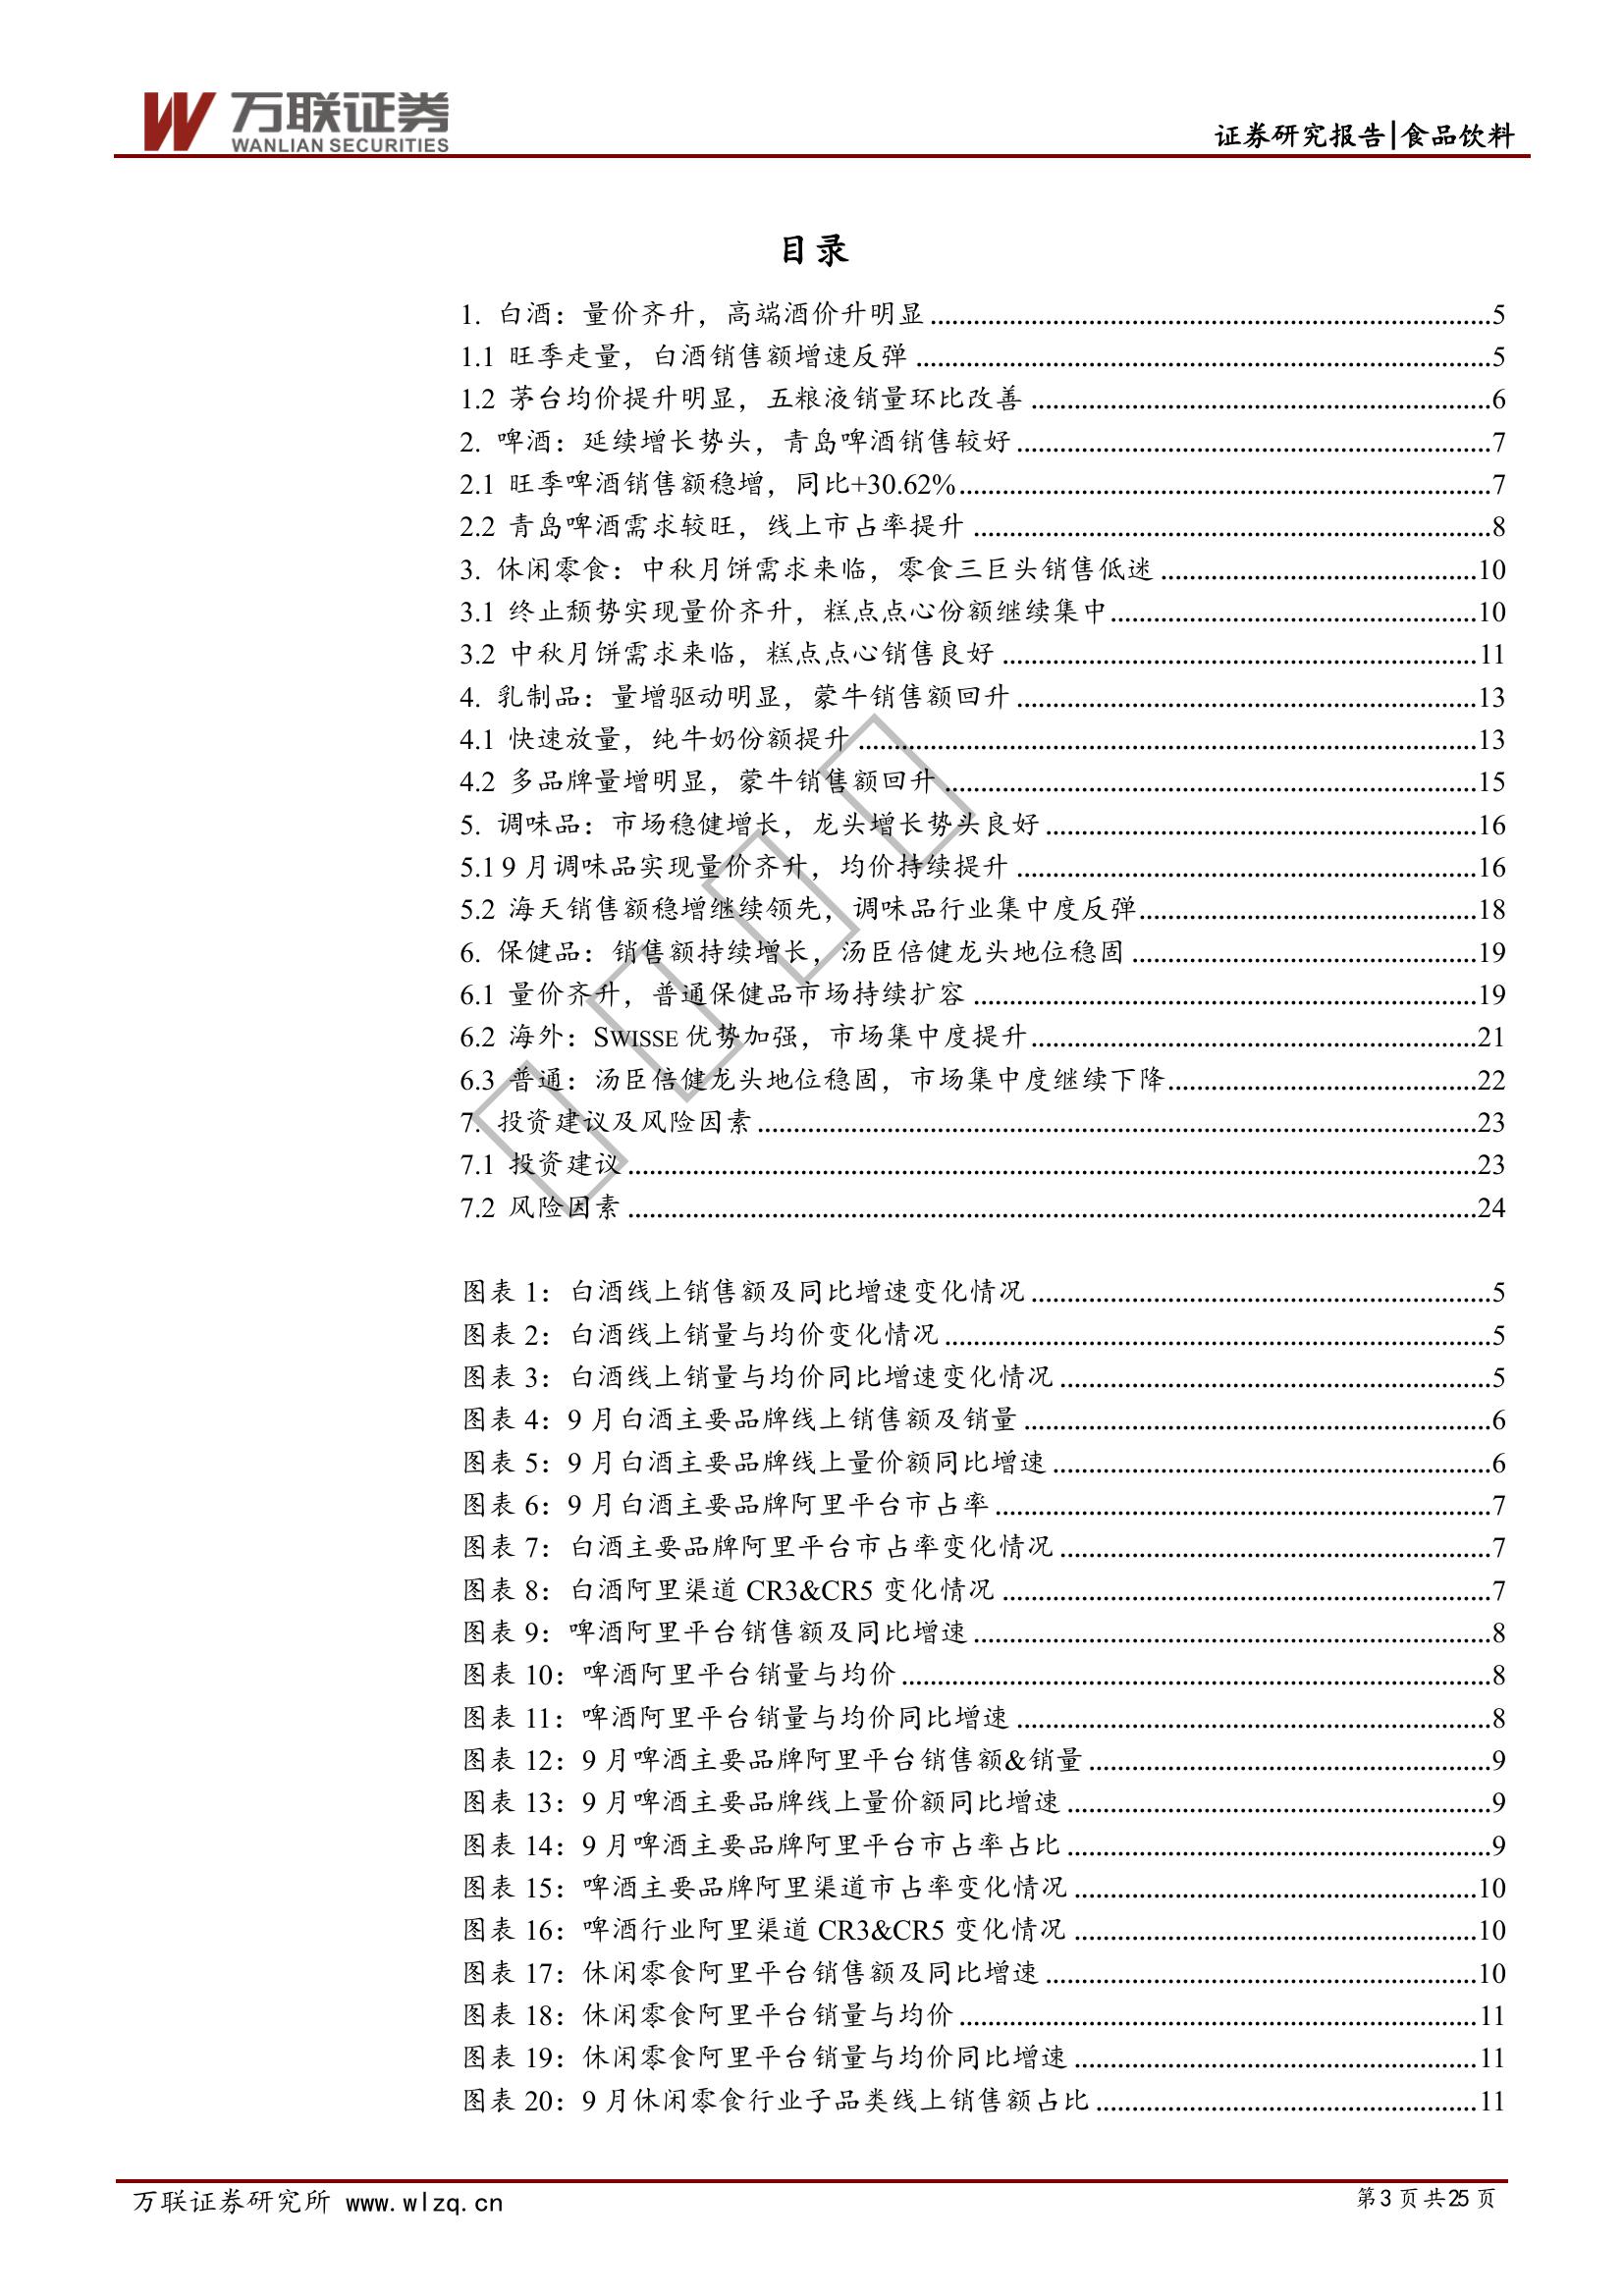 万联证券
WANLIAN SECURITIES
证券研究报告|食品饮料
目录
1. 白酒：量价齐升，高端酒价升明显........................5
1.1 旺季走量，白酒销售额增速反弹........................5
1.2 茅台均价提升明显，五粮液销量环比改善........................6
2. 啤酒：延续增长势头，青岛啤酒销售较好........................7
2.1 旺季啤酒销售额稳增，同比+30.62%........................7
2.2 青岛啤酒需求较旺，线上市占率提升........................8
3. 休闲零食：中秋月饼需求来临，零食三巨头销售低迷........................10
3.1 终止颓势实现量价齐升，糕点点心份额继续集中........................10
3.2 中秋月饼需求来临，糕点点心销售良好........................11
4. 乳制品：量增驱动明显，蒙牛销售额回升........................13
4.1 快速放量，纯牛奶份额提升........................13
4.2 多品牌量增明显，蒙牛销售额回升........................15
5. 调味品：市场稳健增长，龙头增长势头良好........................16
5.1 9 月调味品实现量价齐升，均价持续提升........................16
5.2 海天销售额稳增继续领先，调味品行业集中度反弹........................18
6. 保健品：销售额持续增长，汤臣倍健龙头地位稳固........................19
6.1 量价齐升，普通保健品市场持续扩容........................19
6.2 海外：SWISSE 优势加强，市场集中度提升........................21
6.3 普通：汤臣倍健龙头地位稳固，市场集中度继续下降........................22
7. 投资建议及风险因素........................23
7.1 投资建议........................23
7.2 风险因素........................24
图表 1：白酒线上销售额及同比增速变化情况........................5
图表 2：白酒线上销量与均价变化情况........................5
图表 3：白酒线上销量与均价同比增速变化情况........................5
图表 4：9 月白酒主要品牌线上销售额及销量........................6
图表 5：9 月白酒主要品牌线上量价额同比增速........................6
图表 6：9 月白酒主要品牌阿里平台市占率........................7
图表 7：白酒主要品牌阿里平台市占率变化情况........................7
图表 8：白酒阿里渠道 CR3&CR5 变化情况........................7
图表 9：啤酒阿里平台销售额及同比增速........................8
图表 10：啤酒阿里平台销量与均价........................8
图表 11：啤酒阿里平台销量与均价同比增速........................8
图表 12：9 月啤酒主要品牌阿里平台销售额&销量........................9
图表 13：9 月啤酒主要品牌线上量价额同比增速........................9
图表 14：9 月啤酒主要品牌阿里平台市占率占比........................9
图表 15：啤酒主要品牌阿里渠道市占率变化情况........................10
图表 16：啤酒行业阿里渠道 CR3&CR5 变化情况........................10
图表 17：休闲零食阿里平台销售额及同比增速........................10
图表 18：休闲零食阿里平台销量与均价........................11
图表 19：休闲零食阿里平台销量与均价同比增速........................11
图表 20：9 月休闲零食行业子品类线上销售额占比........................11
万联证券研究所 www.wlzq.cn
第 3 页 共 25 页